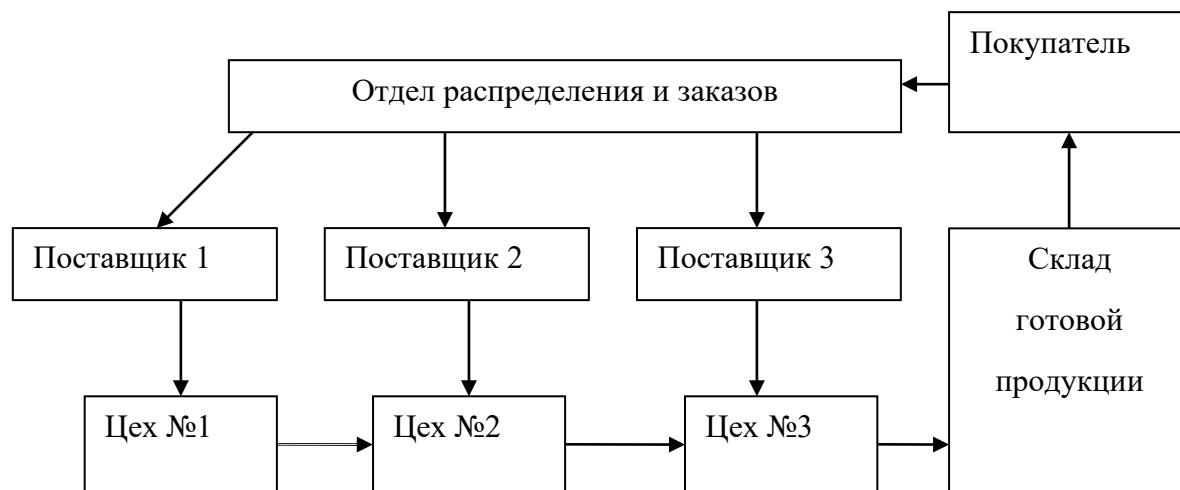 Покупатель
Отдел распределения и заказов
Поставщик 1
Поставщик 2
Поставщик 3
Склад
готовой
продукции
Цех №1
Цех №2
Цех №3